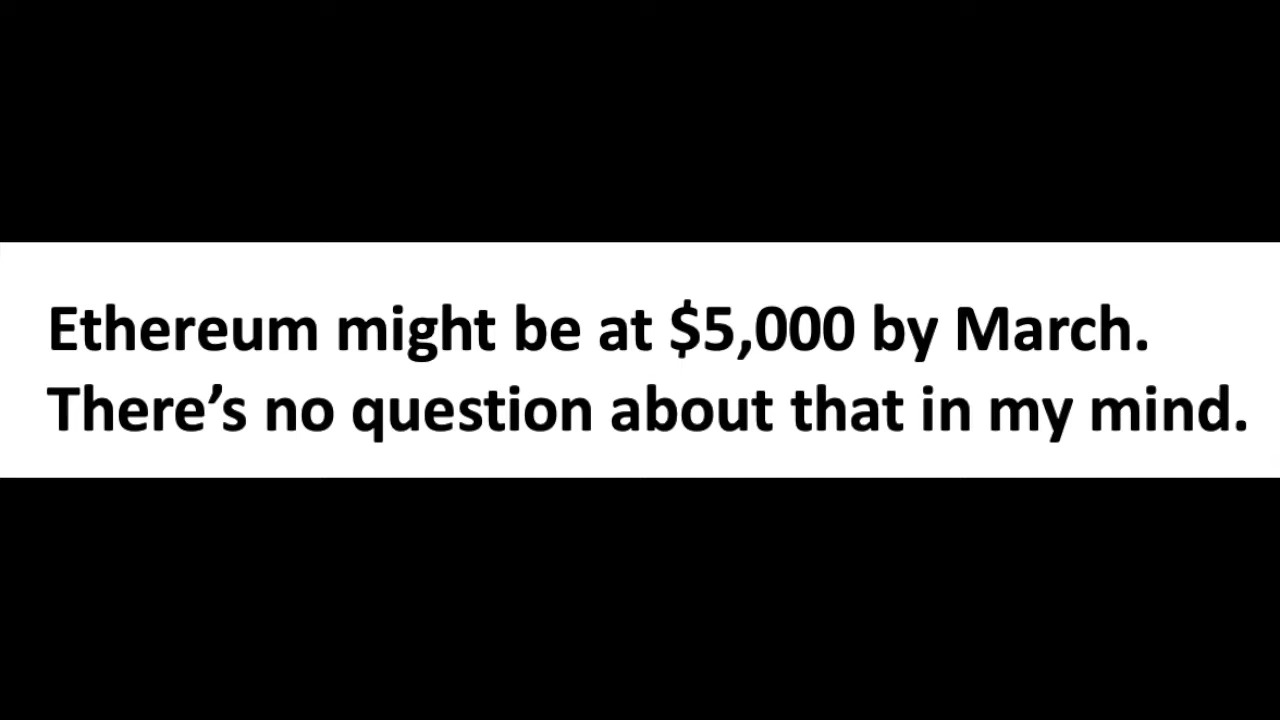 Ethereum might be at $5,000 by March.
There’s no question about that in my mind.